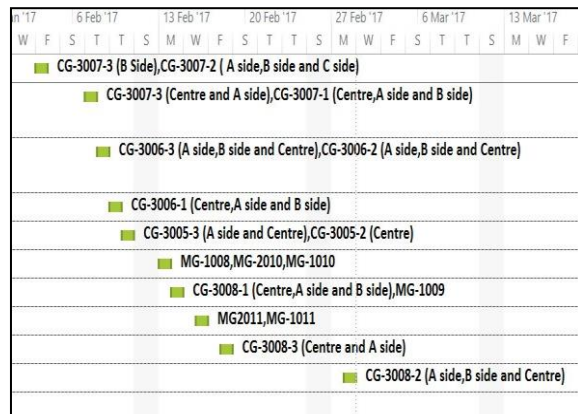 n '17 6 Feb '17 13 Feb '17 20 Feb '17 27 Feb '17 6 Mar '17 13 Mar '17
W F S T T S M W F S T T S M W F S T T S M W
CG-3007-3 (B Side),CG-3007-2 ( A side,B side and C side)
CG-3007-3 (Centre and A side),CG-3007-1 (Centre,A side and B side)
CG-3006-3 (A side,B side and Centre),CG-3006-2 (A side,B side and Centre)
CG-3006-1 (Centre,A side and B side)
CG-3005-3 (A side and Centre),CG-3005-2 (Centre)
MG-1008,MG-2010,MG-1010
CG-3008-1 (Centre,A side and B side),MG-1009
MG2011,MG-1011
CG-3008-3 (Centre and A side)
CG-3008-2 (A side,B side and Centre)